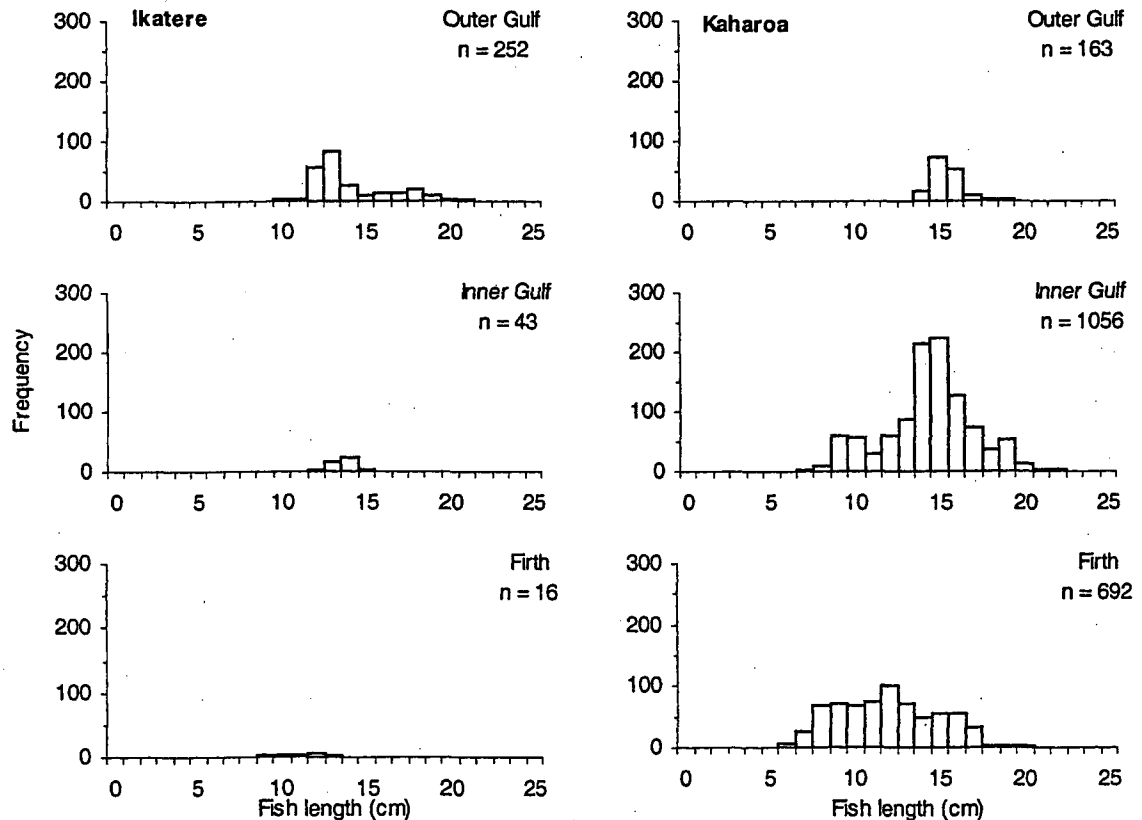 Ikatere
Outer Gulf
n = 252
300
200
100
0
0 5 10 15 20 25
Kaharoa
Outer Gulf
n = 163
300
200
100
0
0 5 10 15 20 25
Frequency
Inner Gulf
n = 43
300
200
100
0
0 5 10 15 20 25
Inner Gulf
n = 1056
300
200
100
0
0 5 10 15 20 25
Firth
n = 16
300
200
100
0
0 5 10 15 20 25
Fish length (cm)
Firth
n = 692
300
200
100
0
0 5 10 15 20 25
Fish length (cm)